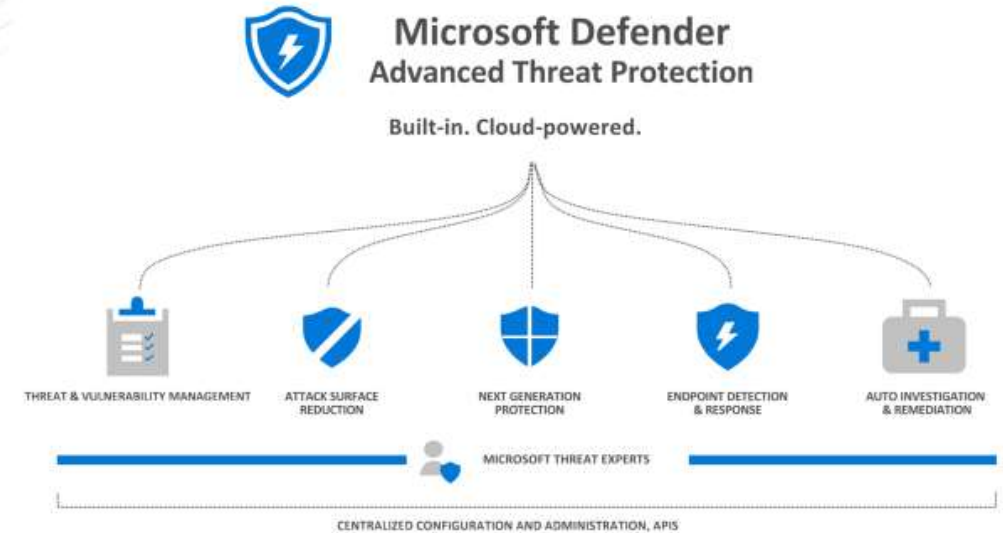 Microsoft Defender
Advanced Threat Protection
Built-in. Cloud-powered.
THREAT & VULNERABILITY MANAGEMENT
ATTACK SURFACE
REDUCTION
NEXT GENERATION
PROTECTION
ENDPOINT DETECTION
& RESPONSE
AUTO INVESTIGATION
& REMEDIATION
MICROSOFT THREAT EXPERTS
CENTRALIZED CONFIGURATION AND ADMINISTRATION, APIS